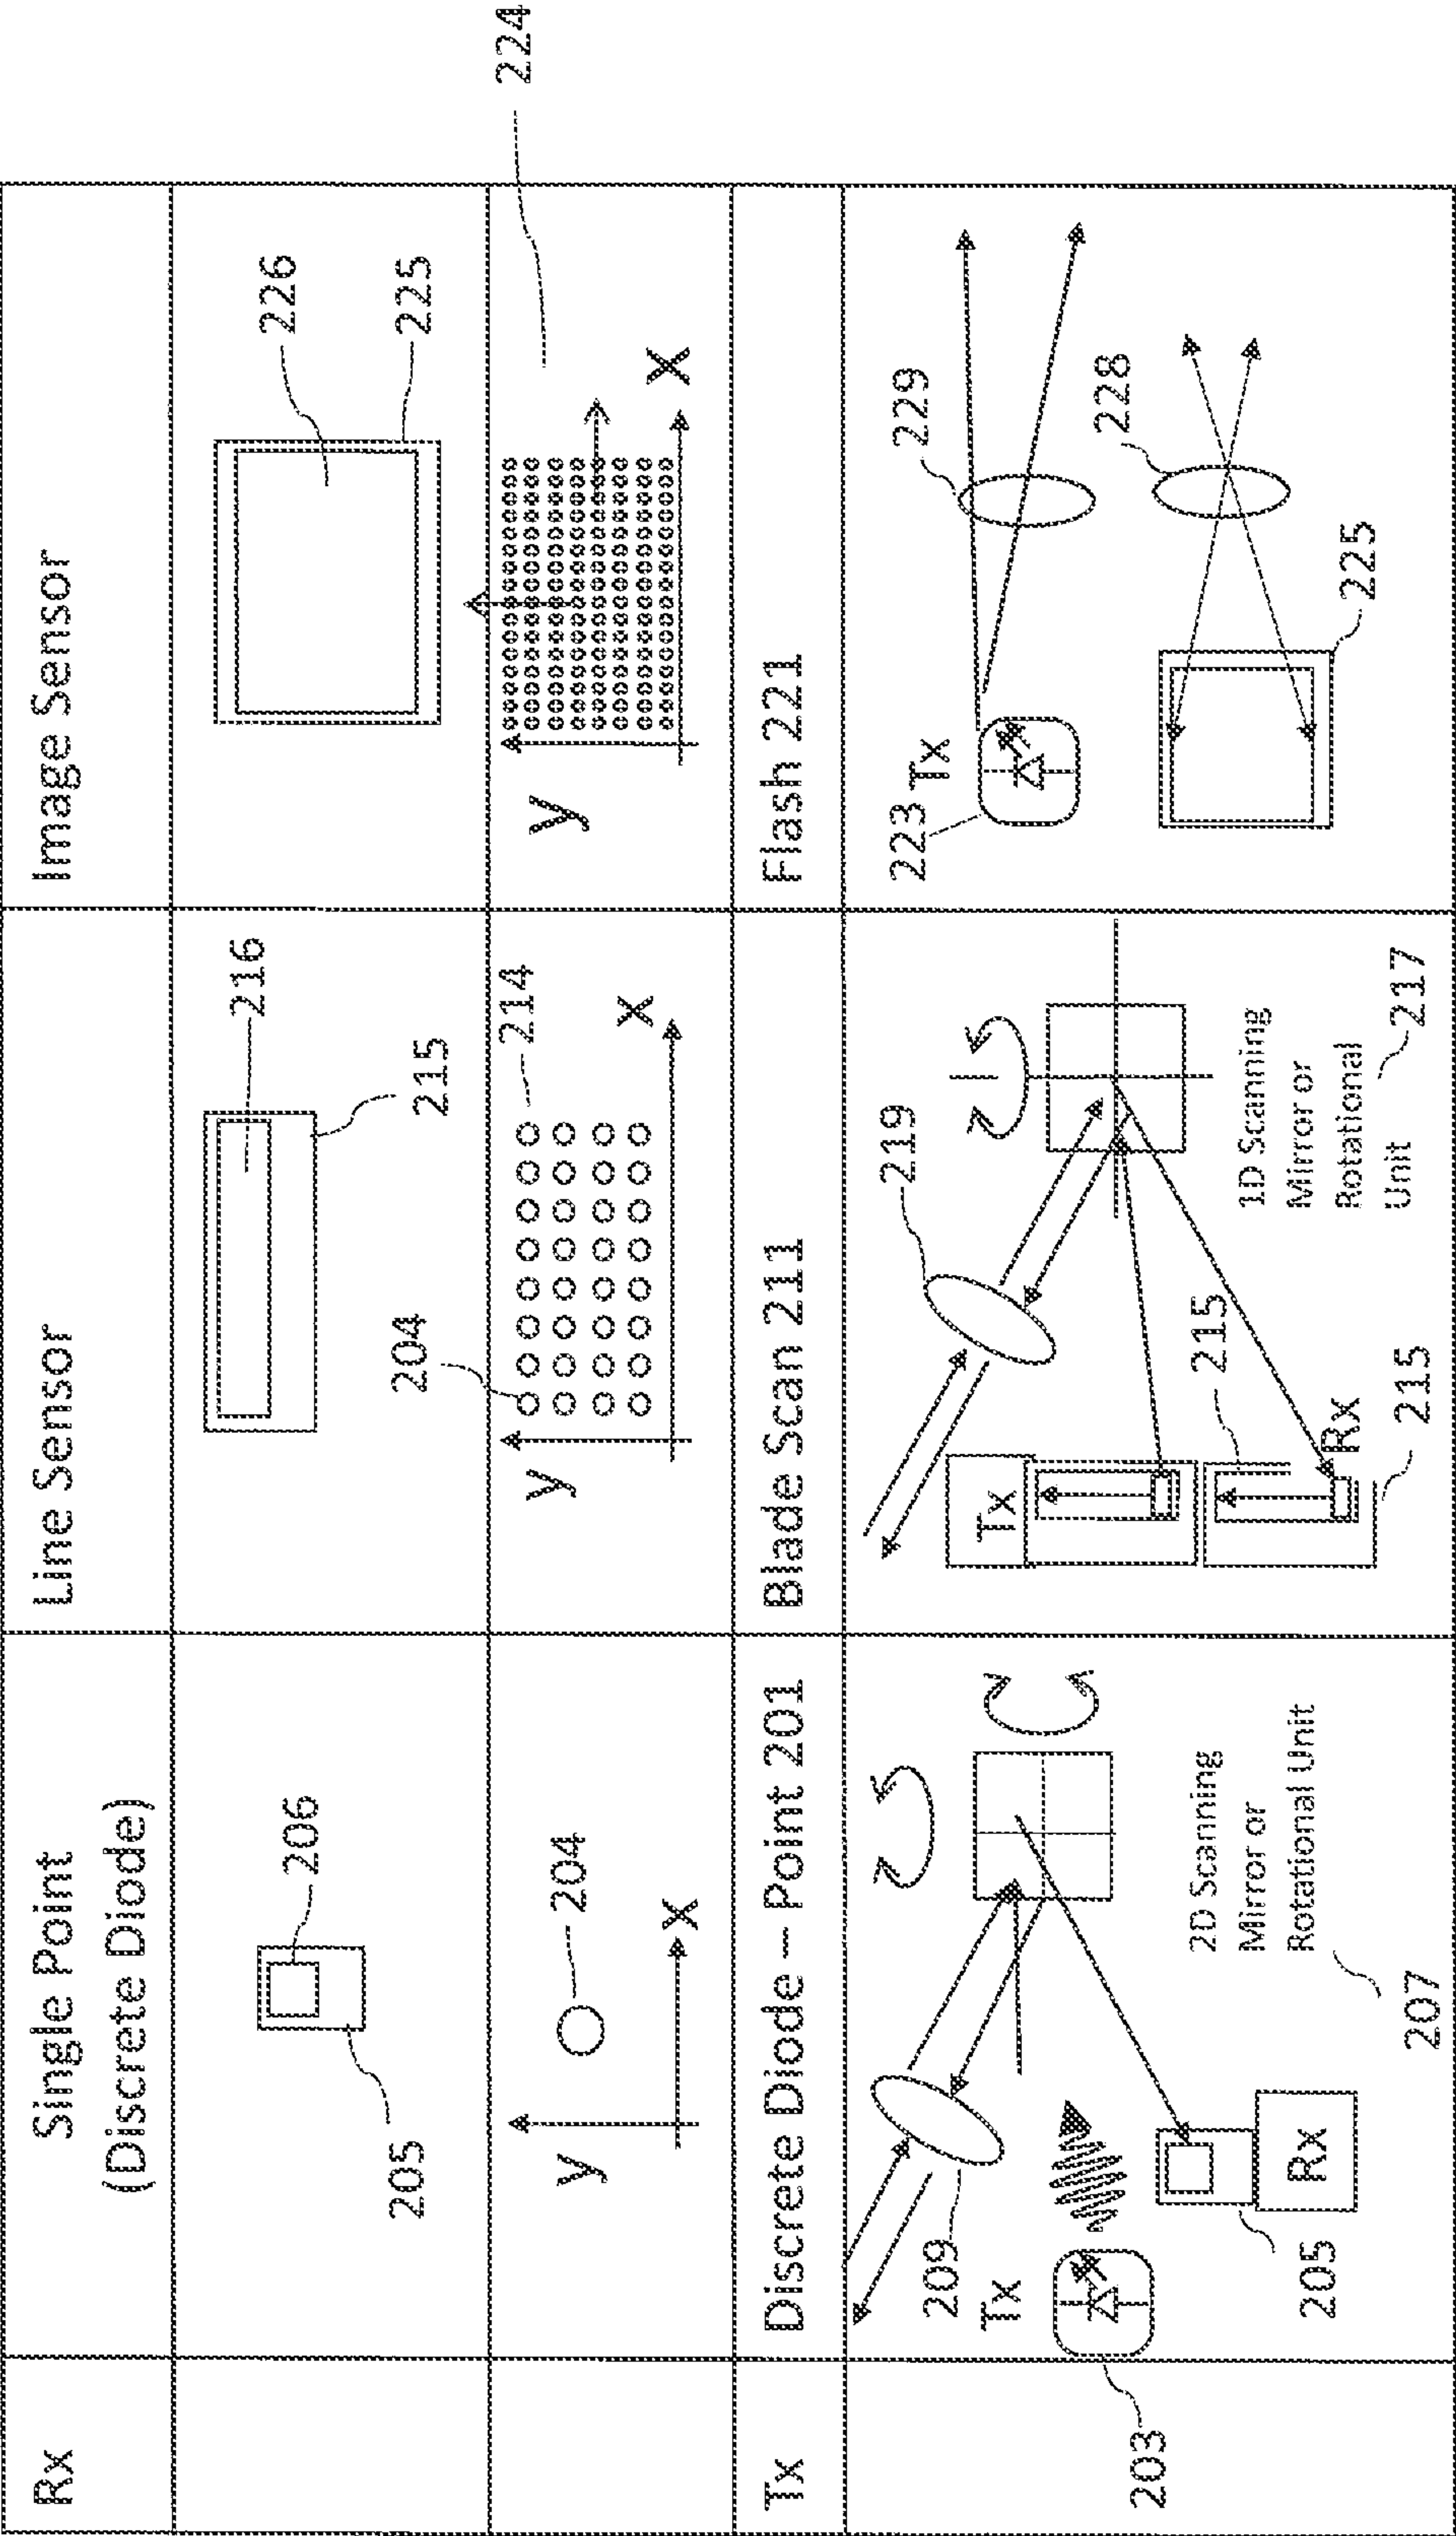 Rx
Single Point
(Discrete Diode)
Line Sensor
Image Sensor
206
205
216
215
226
225
y
204
x
204
214
y
x
224
y
x
Tx
Discrete Diode – Point 201
Blade Scan 211
Flash 221
203
209
Tx
205
Rx
2D Scanning
Mirror or
Rotational Unit
207
219
Tx
215
Rx
215
1D Scanning
Mirror or
Rotational
Unit
217
223
Tx
229
228
225